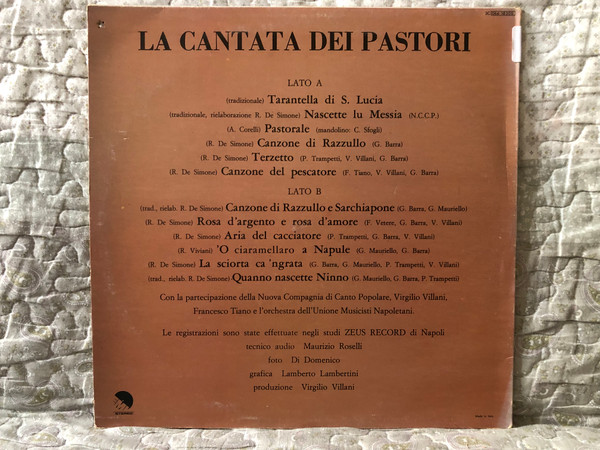 LA CANTATA DEI PASTORI
LATO A
(tradizionale) Tarantella di S. Lucia
(tradizionale, rielaborazione R. De Simone) Nascette lu Messia (N.C.C.P.)
(A. Corelli) Pastorale (mandolino: C. Sfogli)
(R. De Simone) Canzone di Razzullo (G. Barra)
(R. De Simone) Terzetto (P. Trampetti, V. Villani, G. Barra)
(R. De Simone) Canzone del pescatore (F. Tiano, V. Villani, G. Barra)
LATO B
(trad., rielab. R. De Simone) Canzone di Razzullo e Sarchiapone (G. Barra, G. Mauriello)
(R. De Simone) Rosa d'argento e rosa d'amore (F. Vetere, G. Barra, V. Villani)
(R. De Simone) Aria del cacciatore (P. Trampetti, G. Barra, V. Villani)
(R. Viviani) 'O ciaramellaro a Napule (G. Mauriello, G. Barra)
(R. De Simone) La sciorta ca 'ngrata (G. Barra, G. Mauriello, P. Trampetti, V. Villani)
(trad., rielab. R. De Simone) Quanno nascette Ninno (G. Mauriello, G. Barra, P. Trampetti)
Con la partecipazione della Nuova Compagnia di Canto Popolare, Virgilio Villani,
Francesco Tiano e l'orchestra dell'Unione Musicisti Napoletani.
Le registrazioni sono state effettuate negli studi ZEUS RECORD di Napoli
tecnico audio Maurizio Roselli
foto Di Domenico
grafica Lamberto Lambertini
produzione Virgilio Villani